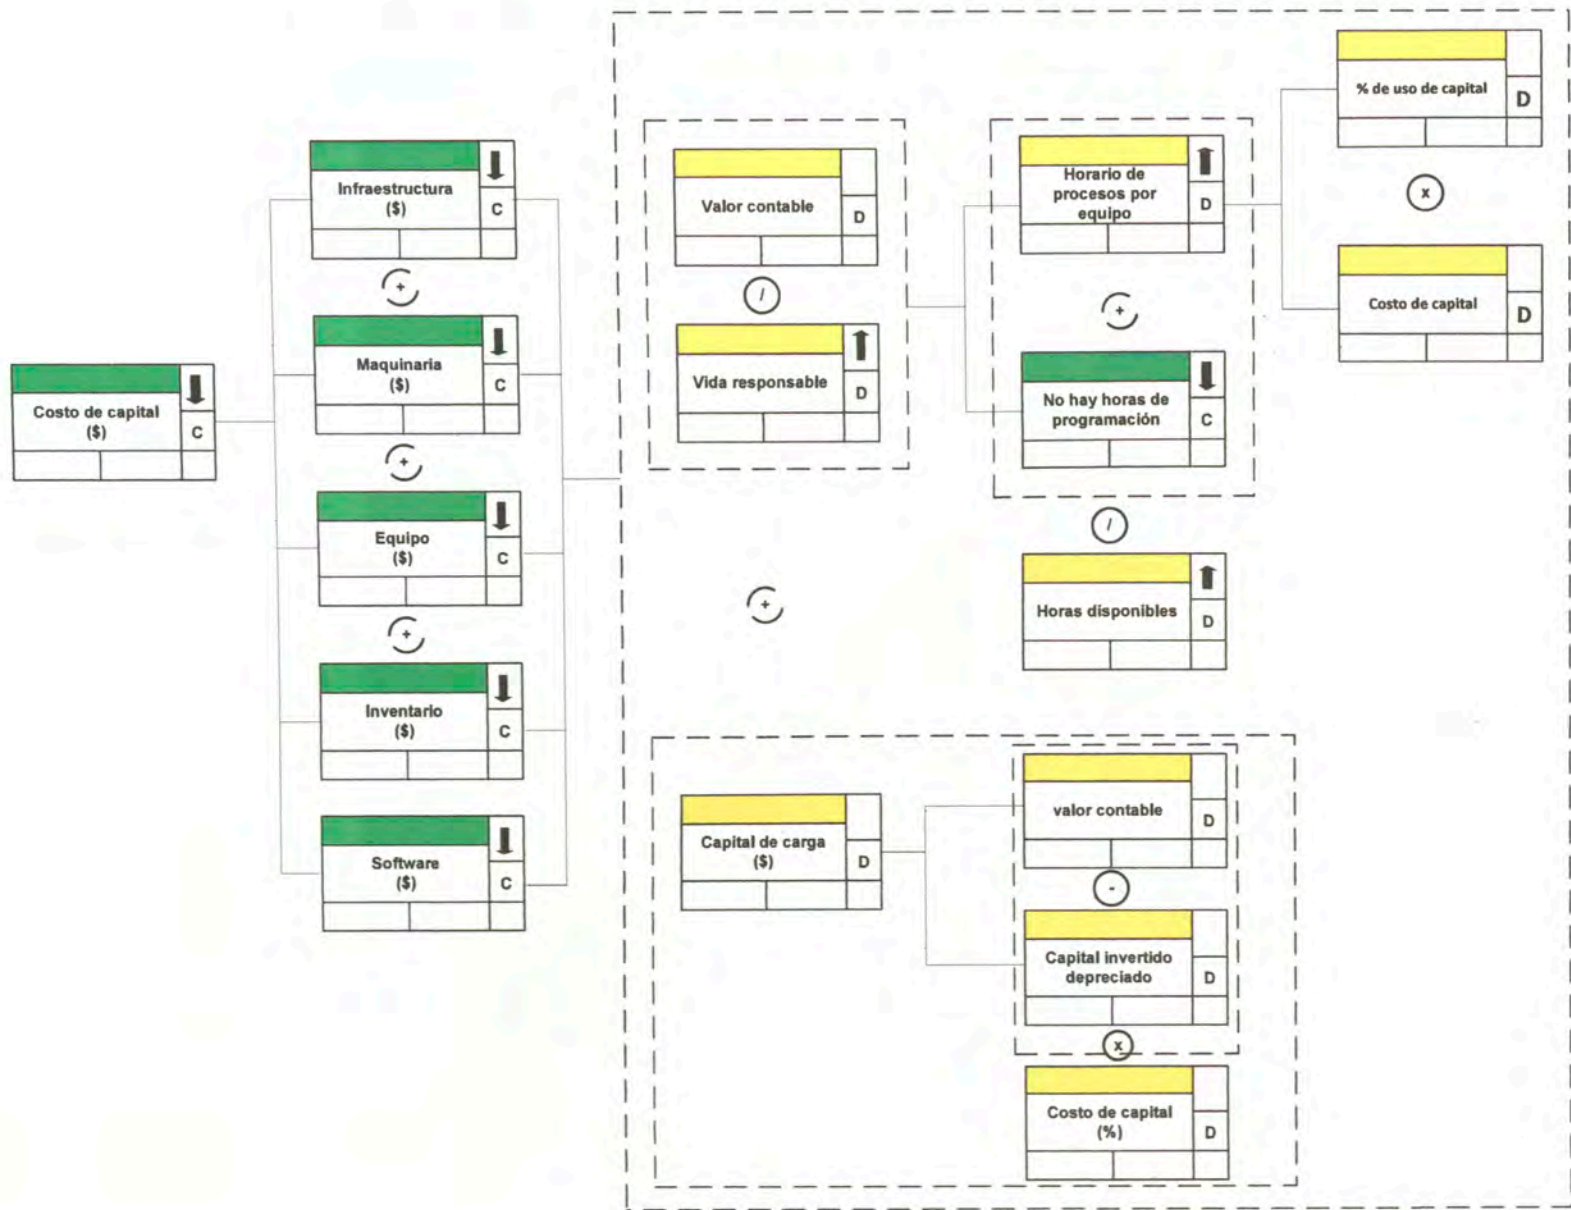 Costo de capital
($)
C
Infraestructura
($)
C
+
Maquinaria
($)
C
+
Equipo
($)
C
+
Inventario
($)
C
Software
($)
C
Valor contable
D
/
Vida responsable
D
+
Horario de
procesos por
equipo
D
+
No hay horas de
programación
C
/
Horas disponibles
D
% de uso de capital
D
x
Costo de capital
D
Capital de carga
($)
D
valor contable
D
-
Capital invertido
depreciado
D
x
Costo de capital
(%)
D